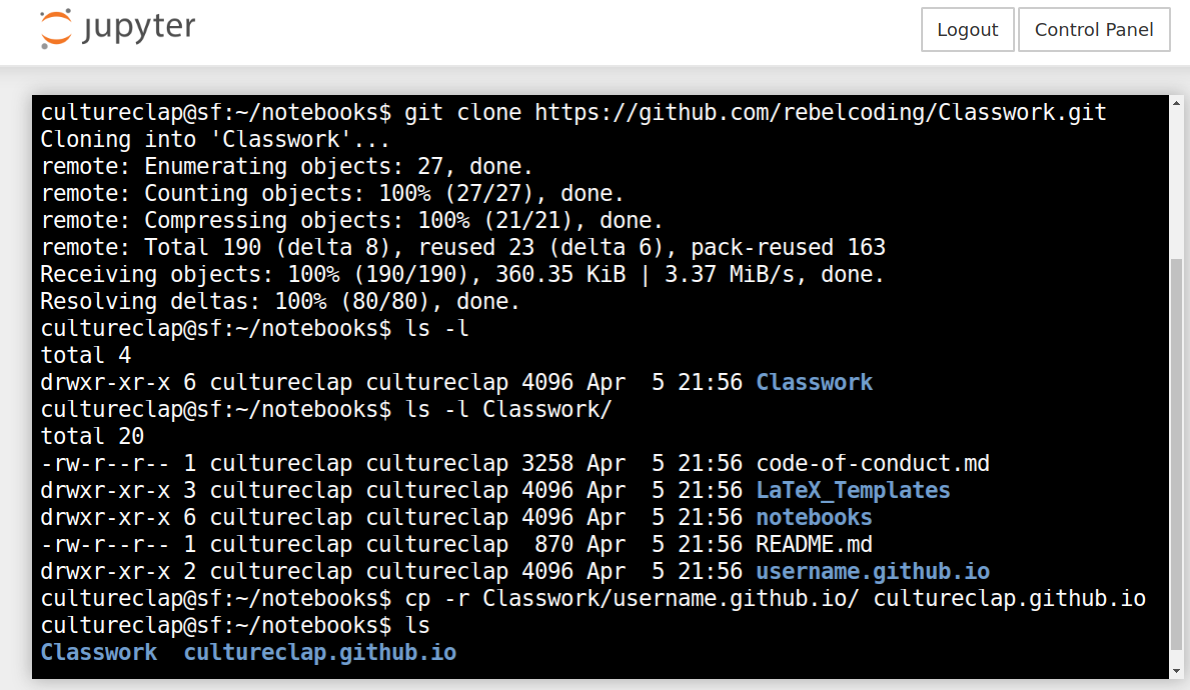 jupyter
Logout
Control Panel
cultureclap@sf:~/notebooks$ git clone https://github.com/rebelcoding/Classwork.git
Cloning into 'Classwork'...
remote: Enumerating objects: 27, done.
remote: Counting objects: 100% (27/27), done.
remote: Compressing objects: 100% (21/21), done.
remote: Total 190 (delta 8), reused 23 (delta 6), pack-reused 163
Receiving objects: 100% (190/190), 360.35 KiB | 3.37 MiB/s, done.
Resolving deltas: 100% (80/80), done.
cultureclap@sf:~/notebooks$ ls -l
total 4
drwxr-xr-x 6 cultureclap cultureclap 4096 Apr  5 21:56 Classwork
cultureclap@sf:~/notebooks$ ls -l Classwork/
total 20
-rw-r--r-- 1 cultureclap cultureclap 3258 Apr  5 21:56 code-of-conduct.md
drwxr-xr-x 3 cultureclap cultureclap 4096 Apr  5 21:56 LaTeX_Templates
drwxr-xr-x 6 cultureclap cultureclap 4096 Apr  5 21:56 notebooks
-rw-r--r-- 1 cultureclap cultureclap  870 Apr  5 21:56 README.md
drwxr-xr-x 2 cultureclap cultureclap 4096 Apr  5 21:56 username.github.io
cultureclap@sf:~/notebooks$ cp -r Classwork/username.github.io/ cultureclap.github.io
cultureclap@sf:~/notebooks$ ls
Classwork  cultureclap.github.io